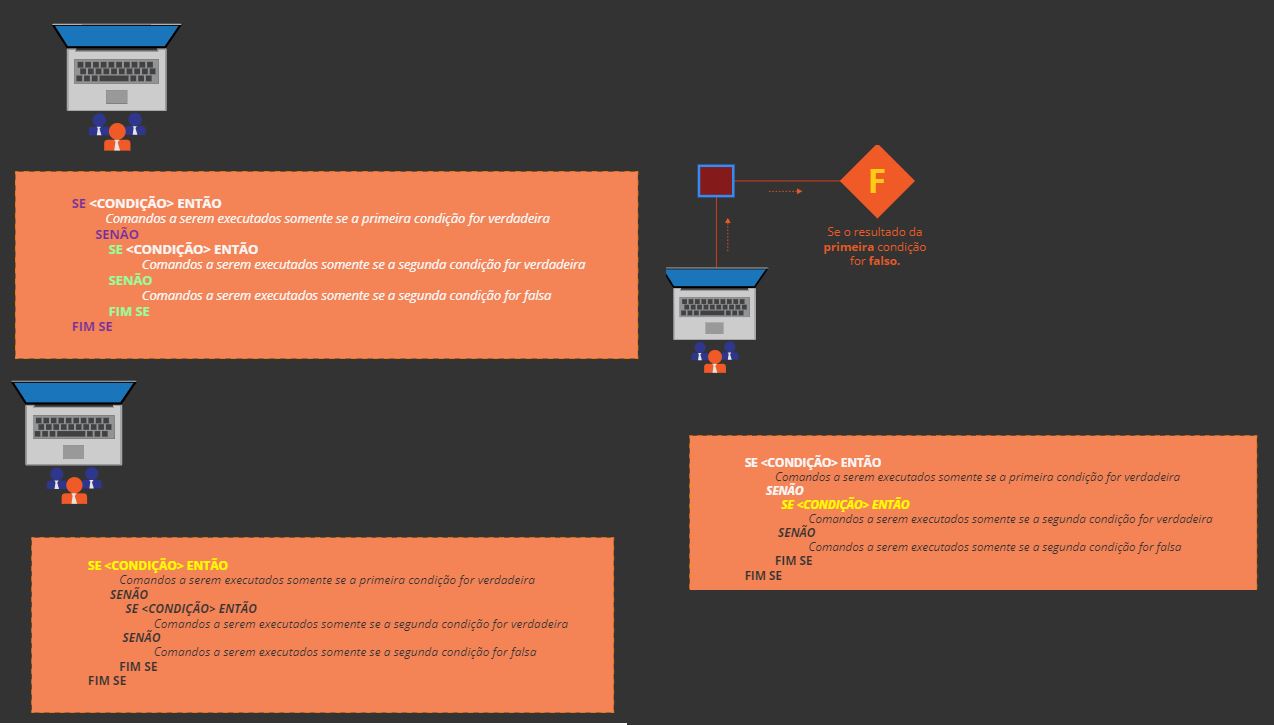 SE <CONDIÇÃO> ENTÃO
Comandos a serem executados somente se a primeira condição for verdadeira
SENÃO
SE <CONDIÇÃO> ENTÃO
Comandos a serem executados somente se a segunda condição for verdadeira
SENÃO
Comandos a serem executados somente se a segunda condição for falsa
FIM SE
FIM SE
SE <CONDIÇÃO> ENTÃO
Comandos a serem executados somente se a primeira condição for verdadeira
SENÃO
SE <CONDIÇÃO> ENTÃO
Comandos a serem executados somente se a segunda condição for verdadeira
SENÃO
Comandos a serem executados somente se a segunda condição for falsa
FIM SE
FIM SE
F
Se o resultado da
primeira condição
for falso.
SE <CONDIÇÃO> ENTÃO
Comandos a serem executados somente se a primeira condição for verdadeira
SENÃO
SE <CONDIÇÃO> ENTÃO
Comandos a serem executados somente se a segunda condição for verdadeira
SENÃO
Comandos a serem executados somente se a segunda condição for falsa
FIM SE
FIM SE